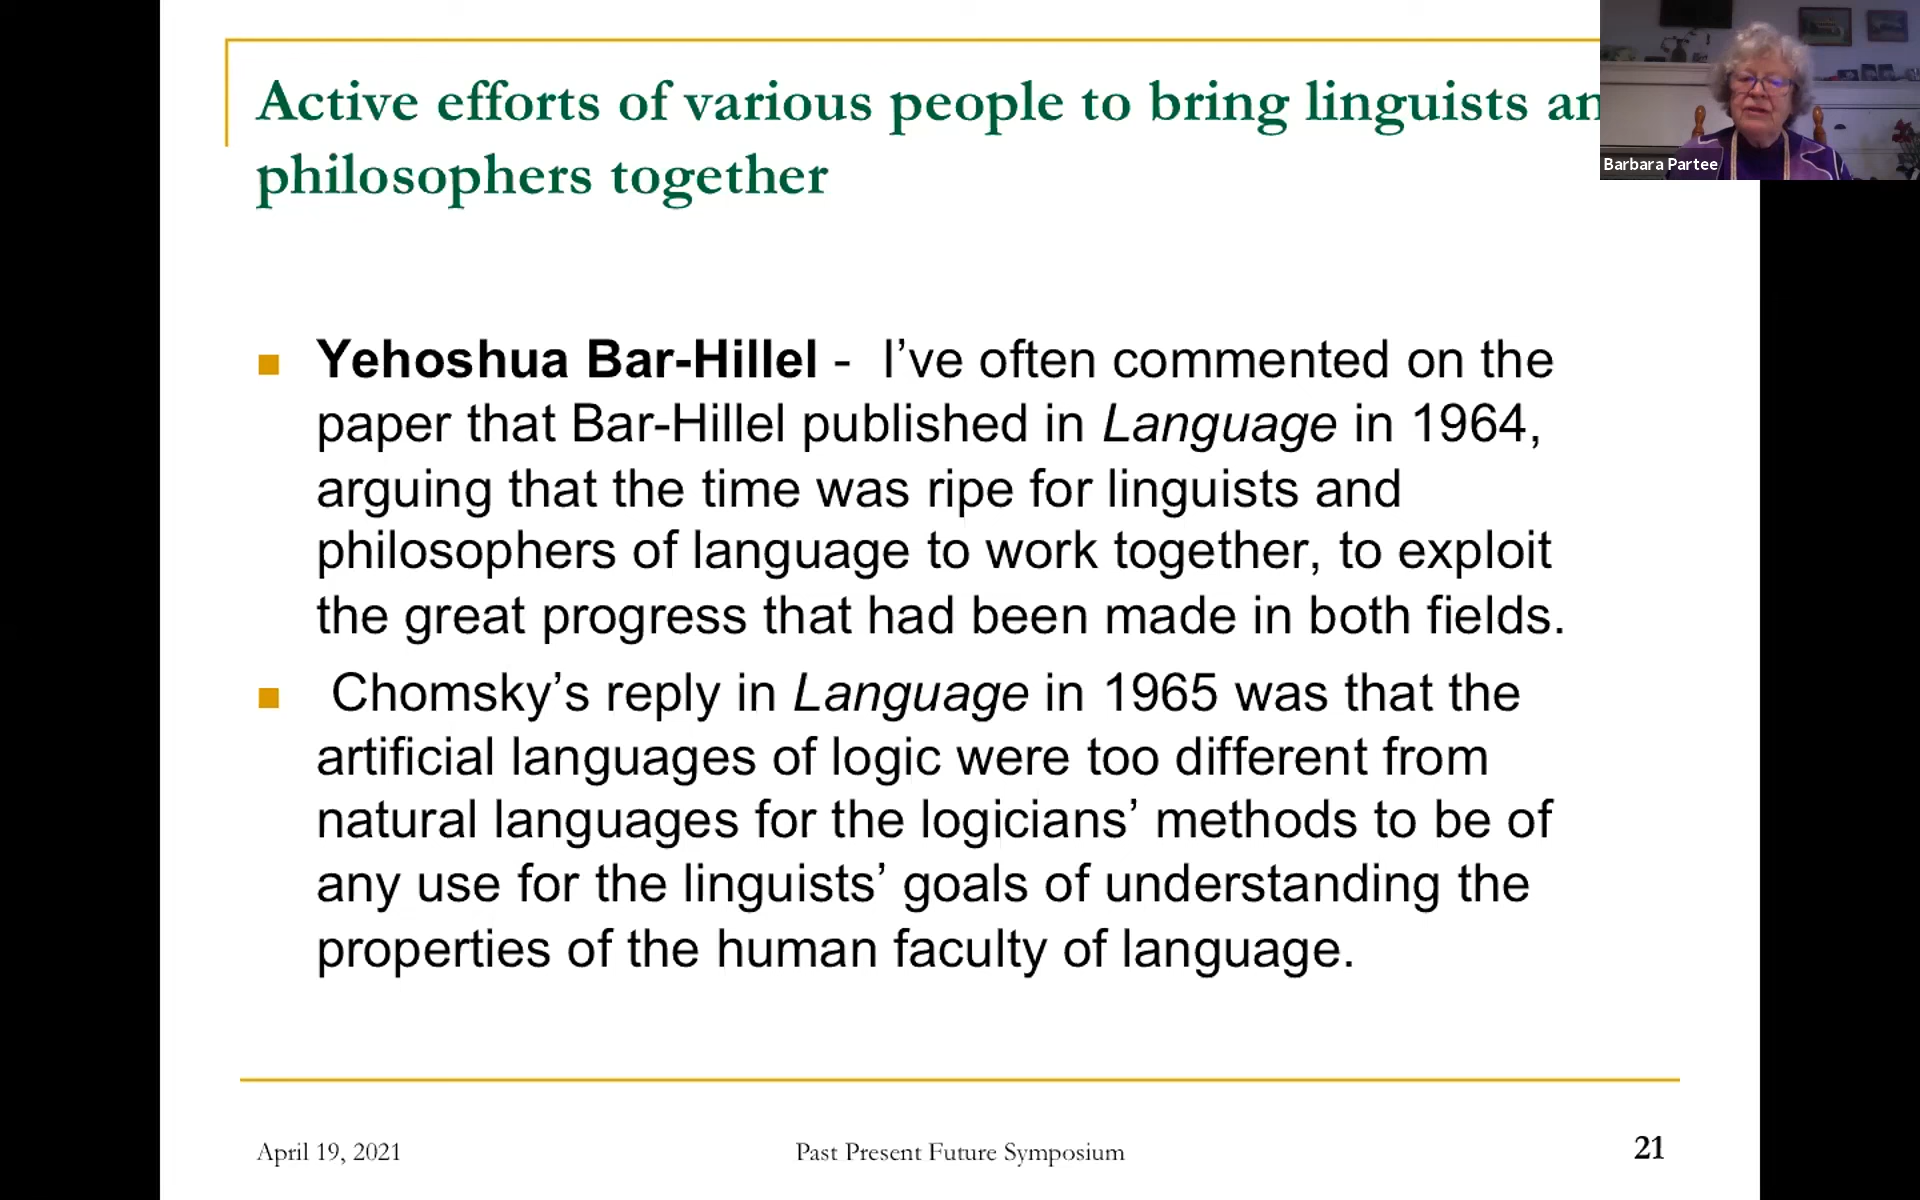 Active efforts of various people to bring linguists an
philosophers together
Barbara Partee
■ Yehoshua Bar-Hillel - I’ve often commented on the
paper that Bar-Hillel published in Language in 1964,
arguing that the time was ripe for linguists and
philosophers of language to work together, to exploit
the great progress that had been made in both fields.
■ Chomsky’s reply in Language in 1965 was that the
artificial languages of logic were too different from
natural languages for the logicians’ methods to be of
any use for the linguists’ goals of understanding the
properties of the human faculty of language.
April 19, 2021
Past Present Future Symposium
21